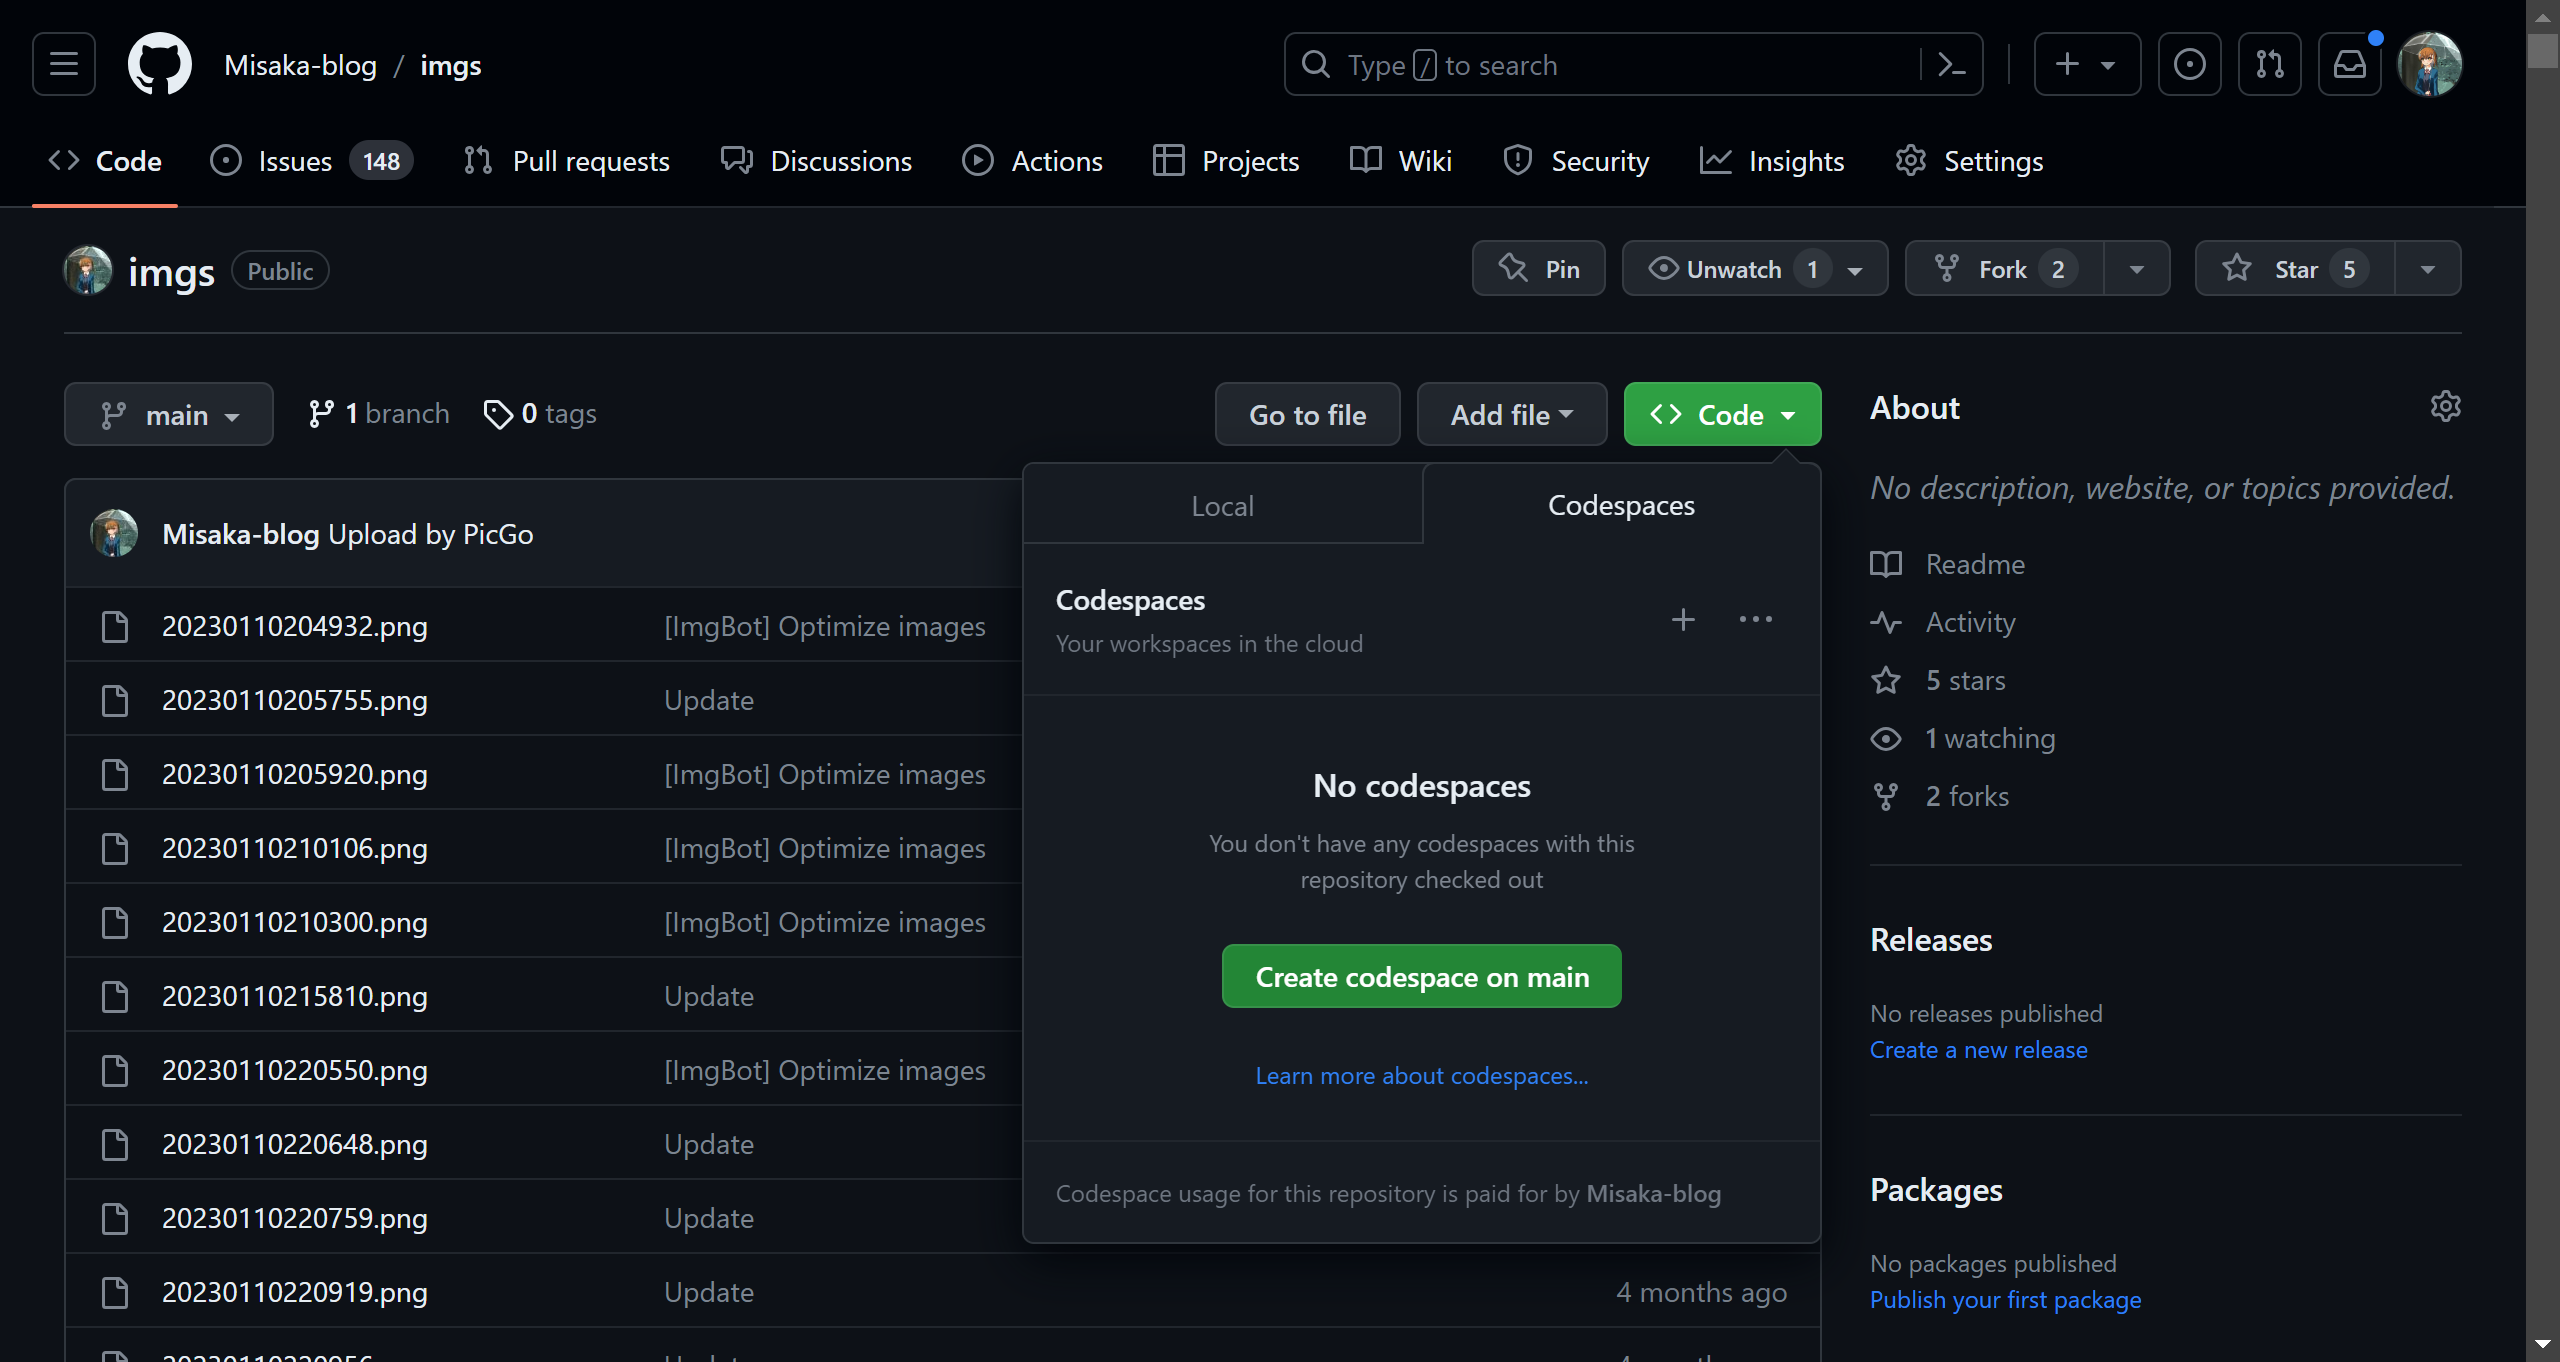 Misaka-blog / imgs
Type / to search
Code
Issues 148
Pull requests
Discussions
Actions
Projects
Wiki
Security
Insights
Settings
imgs Public
Pin
Unwatch 1
Fork 2
Star 5
main
1 branch
0 tags
Go to file
Add file
Code
Misaka-blog Upload by PicGo
20230110204932.png [ImgBot] Optimize images
20230110205755.png Update
20230110205920.png [ImgBot] Optimize images
20230110210106.png [ImgBot] Optimize images
20230110210300.png [ImgBot] Optimize images
20230110215810.png Update
20230110220550.png [ImgBot] Optimize images
20230110220648.png Update
20230110220759.png Update
20230110220919.png Update 4 months ago
Local
Codespaces
Codespaces
Your workspaces in the cloud
No codespaces
You don't have any codespaces with this
repository checked out
Create codespace on main
Learn more about codespaces...
Codespace usage for this repository is paid for by Misaka-blog
About
No description, website, or topics provided.
Readme
Activity
5 stars
1 watching
2 forks
Releases
No releases published
Create a new release
Packages
No packages published
Publish your first package